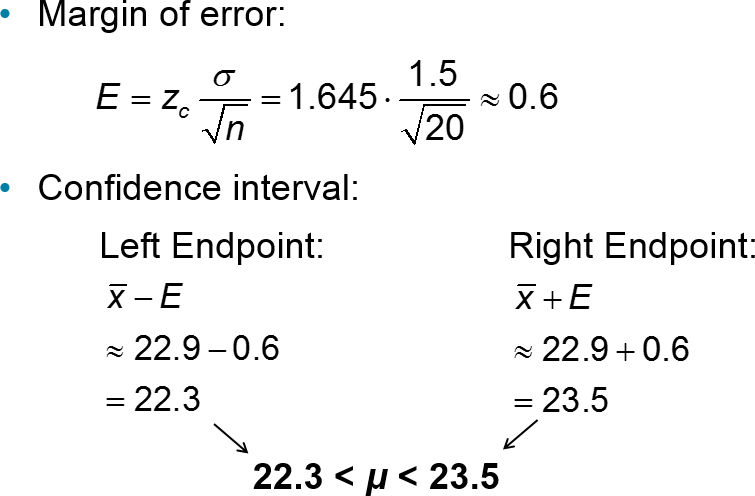 • Margin of error:
E = z_c σ/√n = 1.645 · 1.5/√20 ≈ 0.6
• Confidence interval:
Left Endpoint: Right Endpoint:
x̅ − E x̅ + E
≈ 22.9 − 0.6 ≈ 22.9 + 0.6
= 22.3 = 23.5
22.3 < μ < 23.5